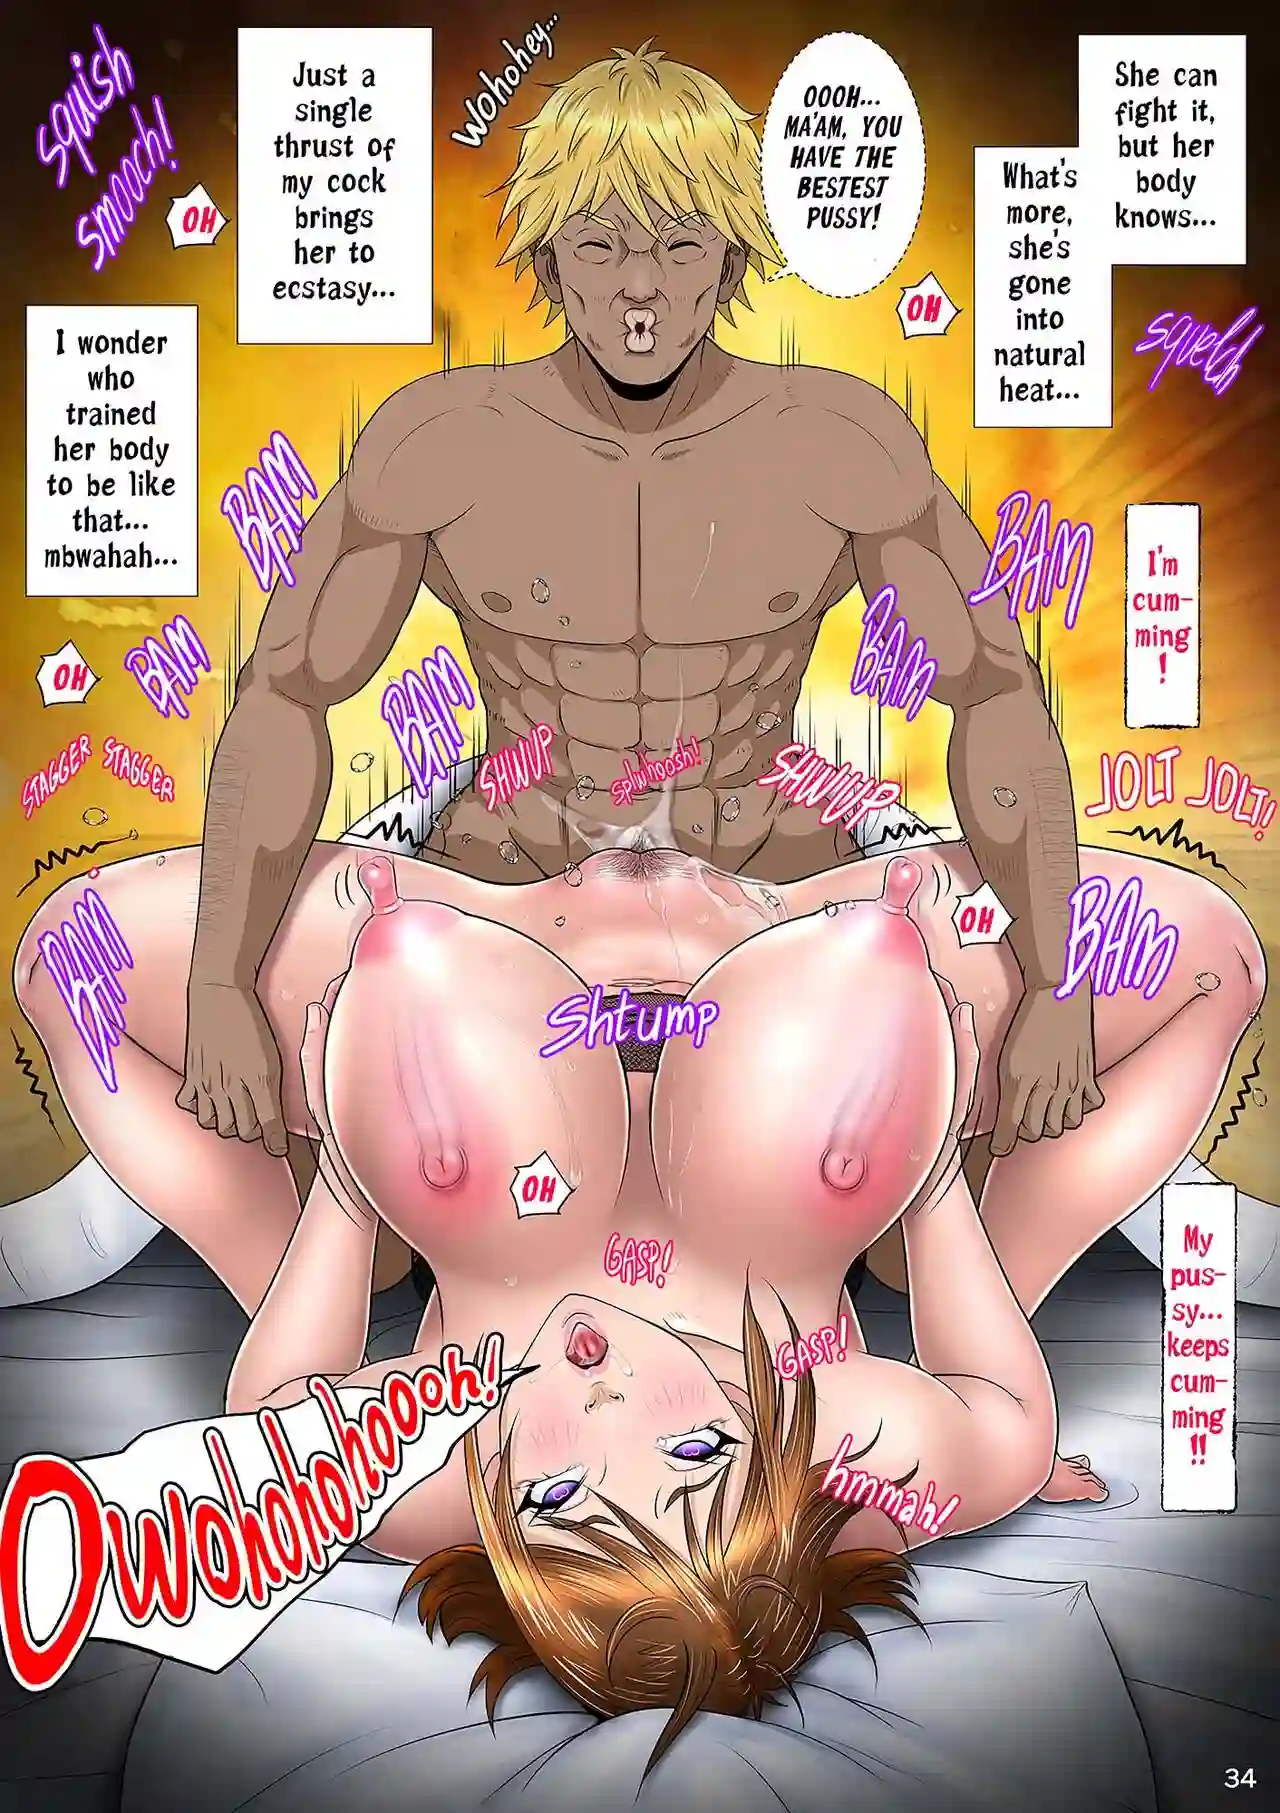 She can
fight it,
but her
body
knows...
What's
more,
she's
gone
into
natural
heat...
OOOH...
MA'AM, YOU
HAVE THE
BESTEST
PUSSY!
Wohohey...
Just a
single
thrust of
my cock
brings
her to
ecstasy...
I wonder
who
trained
her body
to be like
that...
mbwahah...
squish
smooch!
OH
OH
squelch
BAM
BAM
BAM
BAM
BAM
I'm
cum-
ming
!
OH
STAGGER
STAGGER
SHWUP
splwhoosh!
SHWUP
JOLT JOLT!
BAM
OH
BAM
Shtump
OH
GASP!
GASP!
My
pus-
sy...
keeps
cum-
ming
!!
Owohohohoooh!
hmmah!
34